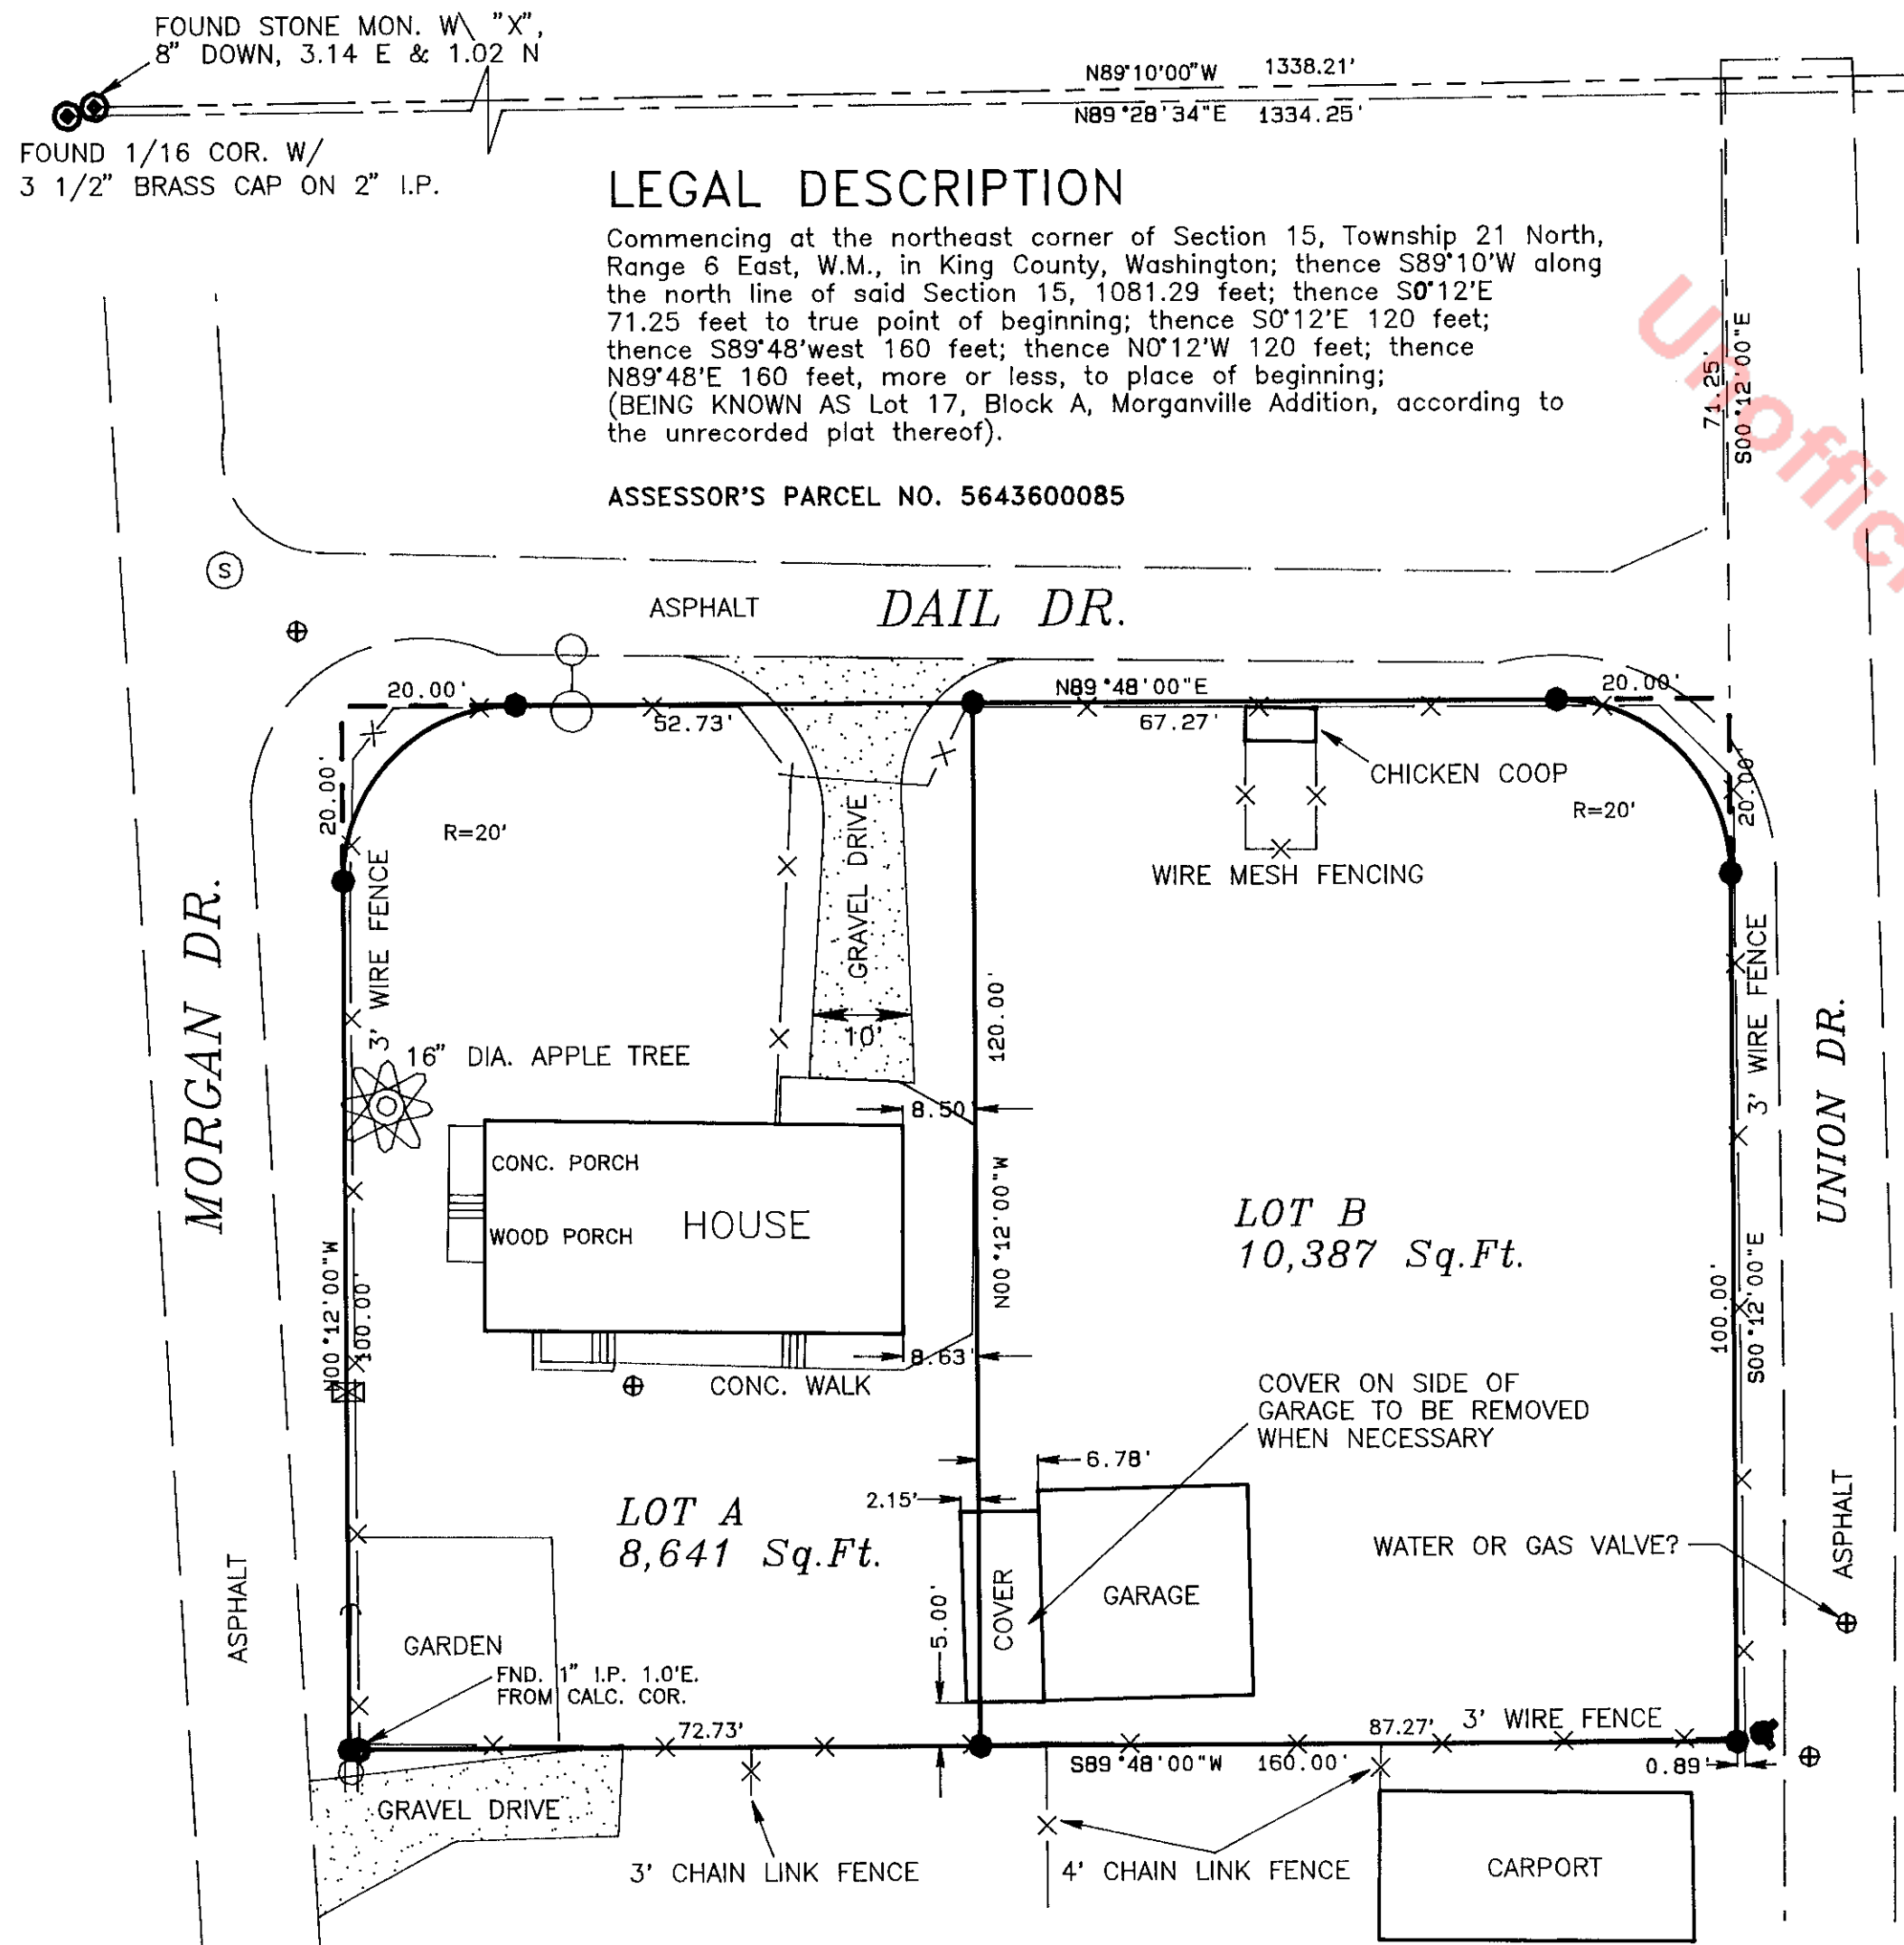 FOUND STONE MON. W\ "X",
8" DOWN, 3.14 E & 1.02 N
N89°10'00"W 1338.21'
N89°28'34"E 1334.25'
FOUND 1/16 COR. W/
3 1/2" BRASS CAP ON 2" I.P.
LEGAL DESCRIPTION
Commencing at the northeast corner of Section 15, Township 21 North,
Range 6 East, W.M., in King County, Washington; thence S89°10'W along
the north line of said Section 15, 1081.29 feet; thence S0°12'E
71.25 feet to true point of beginning; thence S0°12'E 120 feet;
thence S89°48'west 160 feet; thence N0°12'W 120 feet; thence
N89°48'E 160 feet, more or less, to place of beginning;
(BEING KNOWN AS Lot 17, Block A, Morganville Addition, according to
the unrecorded plat thereof).
ASSESSOR'S PARCEL NO. 5643600085
71.25'
S00°12'00"E
S
ASPHALT
DAIL DR.
20.00'
52.73'
N89°48'00"E
67.27'
20.00'
20.00'
R=20'
CHICKEN COOP
R=20'
20.00'
WIRE MESH FENCING
3' WIRE FENCE
GRAVEL DRIVE
10'
120.00'
3' WIRE FENCE
MORGAN DR.
UNION DR.
16" DIA. APPLE TREE
8.50'
CONC. PORCH
WOOD PORCH
HOUSE
N00°12'00"W
LOT B
10,387 Sq.Ft.
N00°12'00"W
100.00'
100.00'
S00°12'00"E
8.63'
CONC. WALK
COVER ON SIDE OF
GARAGE TO BE REMOVED
WHEN NECESSARY
6.78'
2.15'
LOT A
8,641 Sq.Ft.
WATER OR GAS VALVE?
ASPHALT
ASPHALT
5.00'
COVER
GARAGE
GARDEN
FND. 1" I.P. 1.0'E.
FROM CALC. COR.
72.73'
87.27'
3' WIRE FENCE
S89°48'00"W 160.00'
0.89'
GRAVEL DRIVE
3' CHAIN LINK FENCE
4' CHAIN LINK FENCE
CARPORT